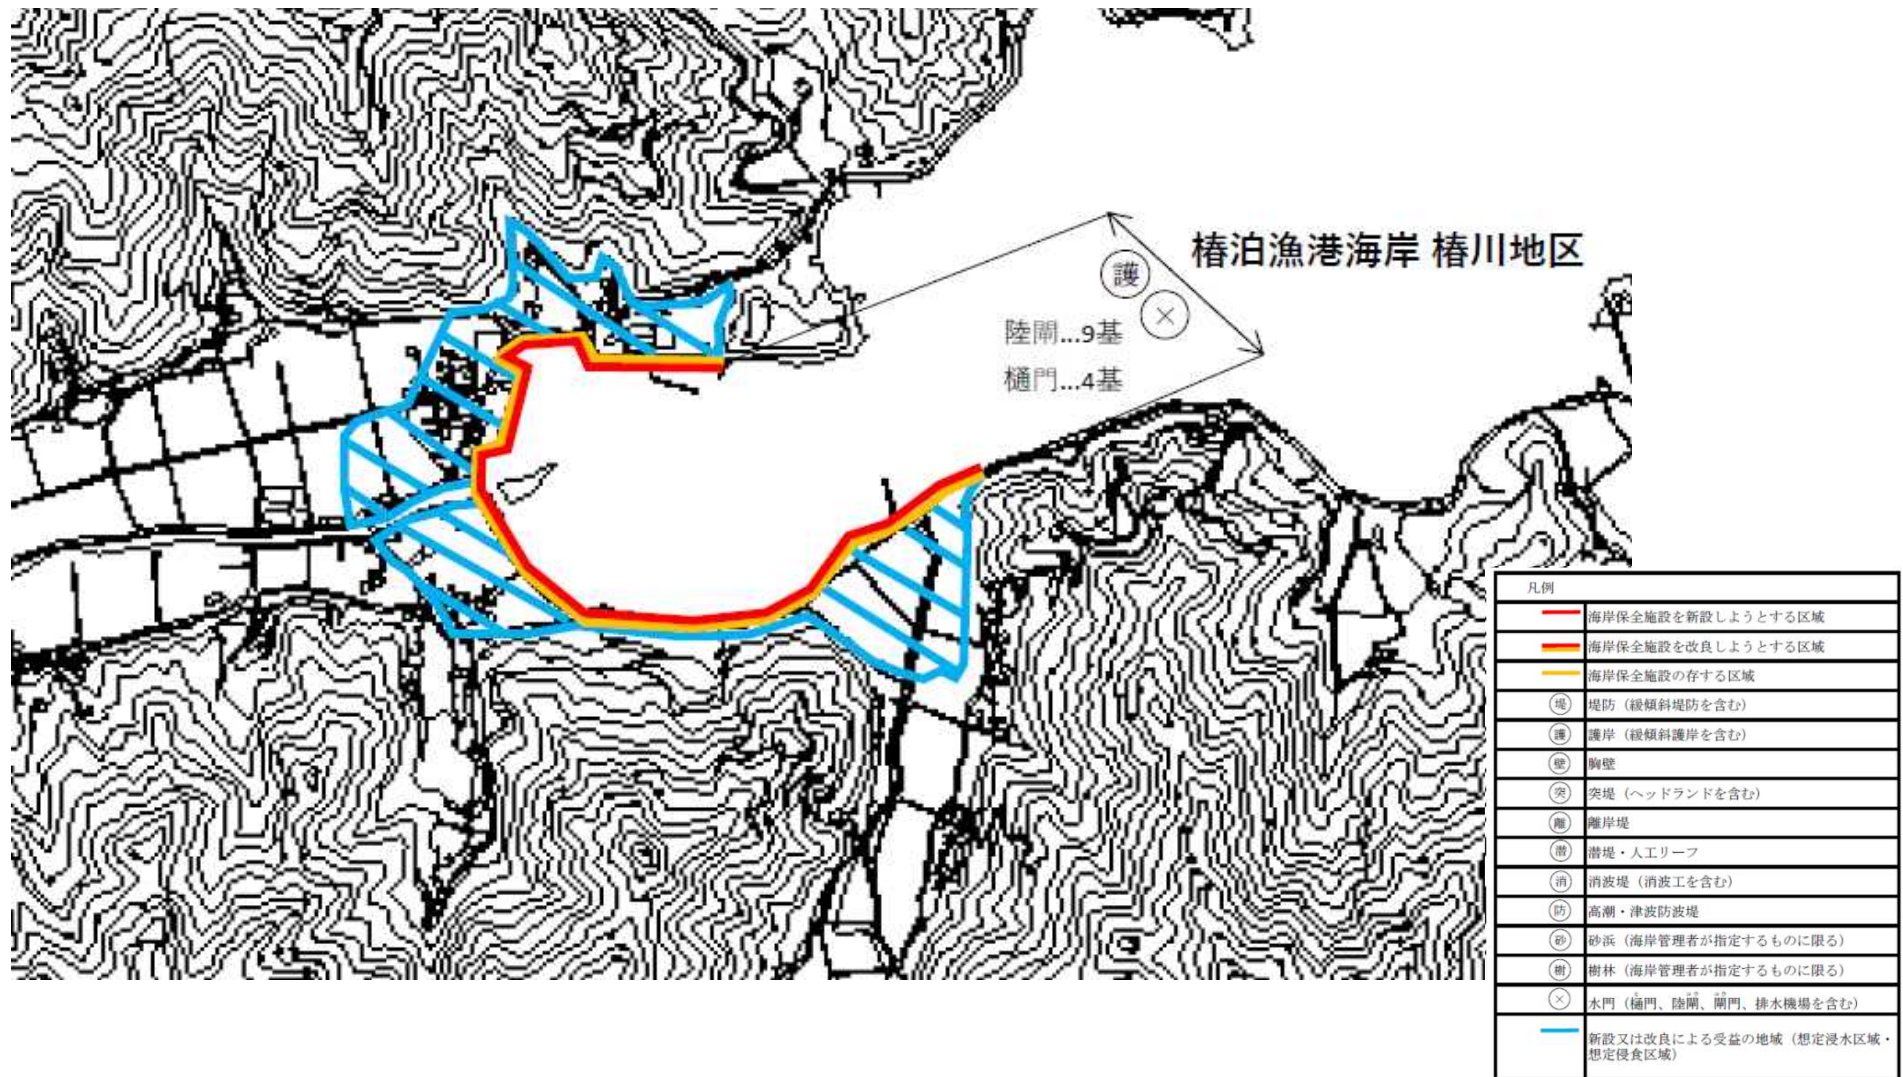 椿泊漁港海岸 椿川地区
護
×
陸閘...9基
樋門...4基
凡例
海岸保全施設を新設しようとする区域
海岸保全施設を改良しようとする区域
海岸保全施設の存する区域
堤 堤防（緩傾斜堤防を含む）
護 護岸（緩傾斜護岸を含む）
壁 胸壁
突 突堤（ヘッドランドを含む）
離 離岸堤
潜 潜堤・人工リーフ
消 消波堤（消波工を含む）
防 高潮・津波防波堤
砂 砂浜（海岸管理者が指定するものに限る）
樹 樹林（海岸管理者が指定するものに限る）
× 水門（樋門、陸閘、閘門、排水機場を含む）
新設又は改良による受益の地域（想定浸水区域・
想定侵食区域）